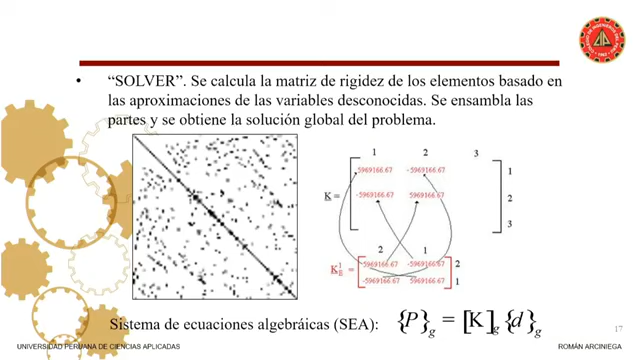 • “SOLVER”. Se calcula la matriz de rigidez de los elementos basado en
las aproximaciones de las variables desconocidas. Se ensambla las
partes y se obtiene la solución global del problema.
1 2 3
5969166.67 -5969166.67 1
K= -5969166.67 5969166.67 2
3
2 1
K_E^1 = 5969166.67 -5969166.67 2
-5969166.67 5969166.67 1
Sistema de ecuaciones algebráicas (SEA): {P}g = [K]g {d}g
17
UNIVERSIDAD PERUANA DE CIENCIAS APLICADAS ROMÁN ARCINIEGA